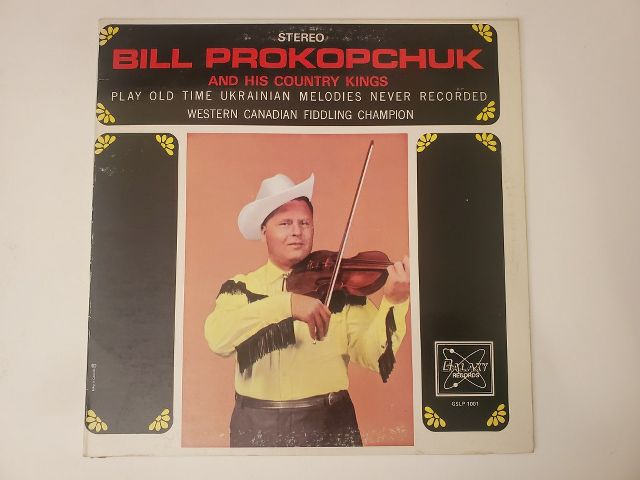 STEREO
BILL PROKOPCHUK
AND HIS COUNTRY KINGS
PLAY OLD TIME UKRAINIAN MELODIES NEVER RECORDED
WESTERN CANADIAN FIDDLING CHAMPION
GALAXY
RECORDS
GSLP 1001